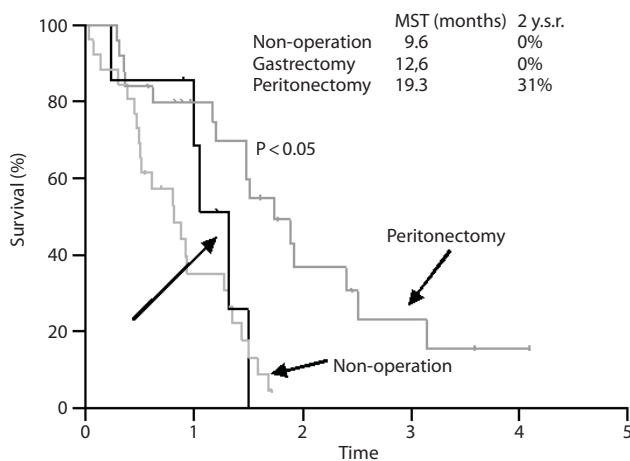 MST (months) 2 y.s.r.
Non-operation 9.6 0%
Gastrectomy 12,6 0%
Peritonectomy 19.3 31%
100
80
60
40
20
0
Survival (%)
P < 0.05
Peritonectomy
Non-operation
0 1 2 3 4 5
Time